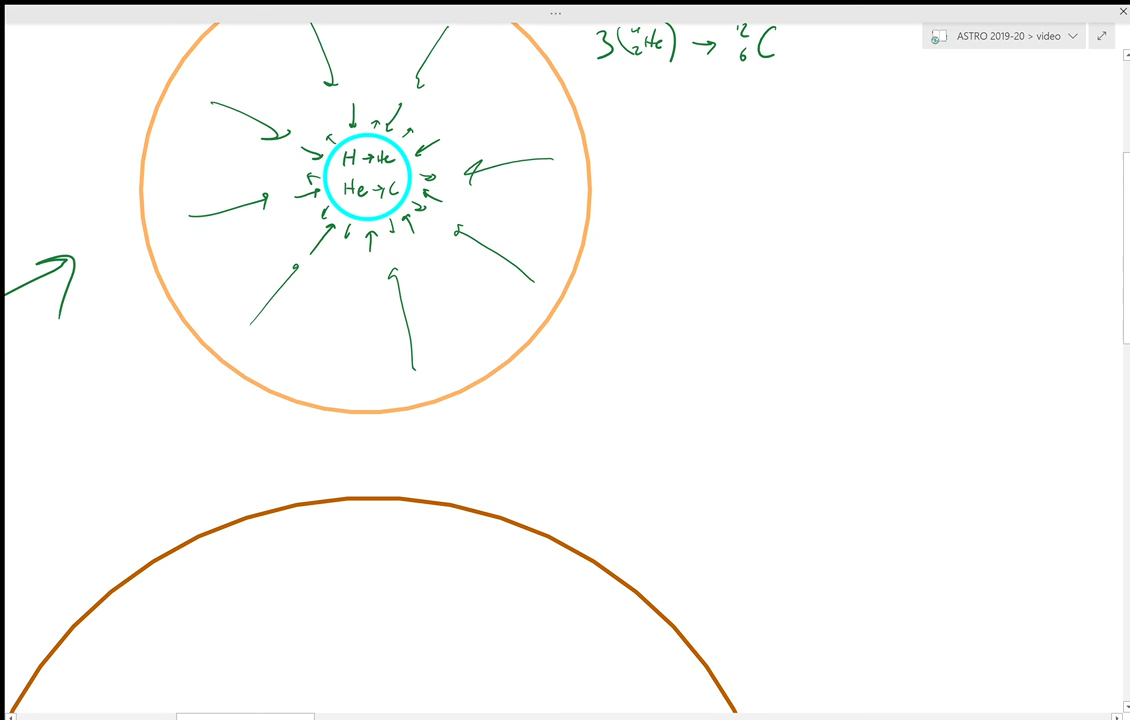 ...
ASTRO 2019-20 > video
3(⁴₂He) → ¹²₆C
H → He
He → C